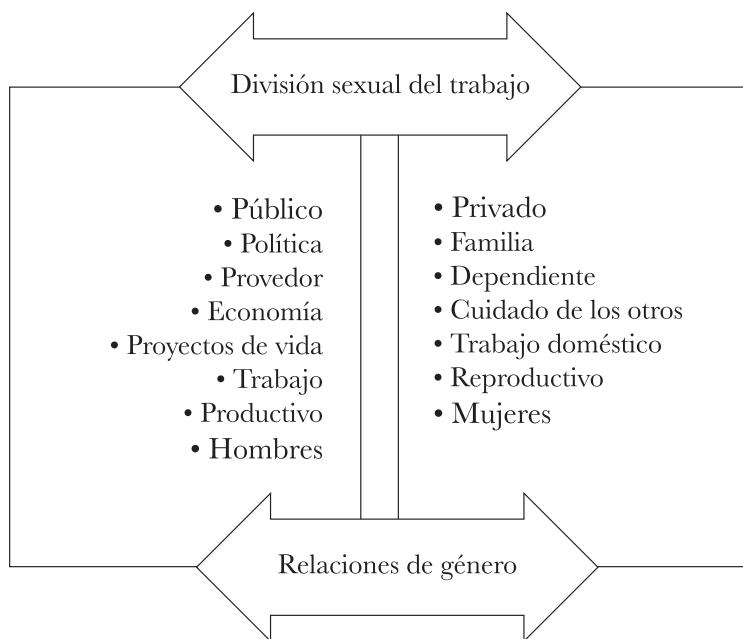 División sexual del trabajo
• Público
• Política
• Provedor
• Economía
• Proyectos de vida
• Trabajo
• Productivo
• Hombres
• Privado
• Familia
• Dependiente
• Cuidado de los otros
• Trabajo doméstico
• Reproductivo
• Mujeres
Relaciones de género